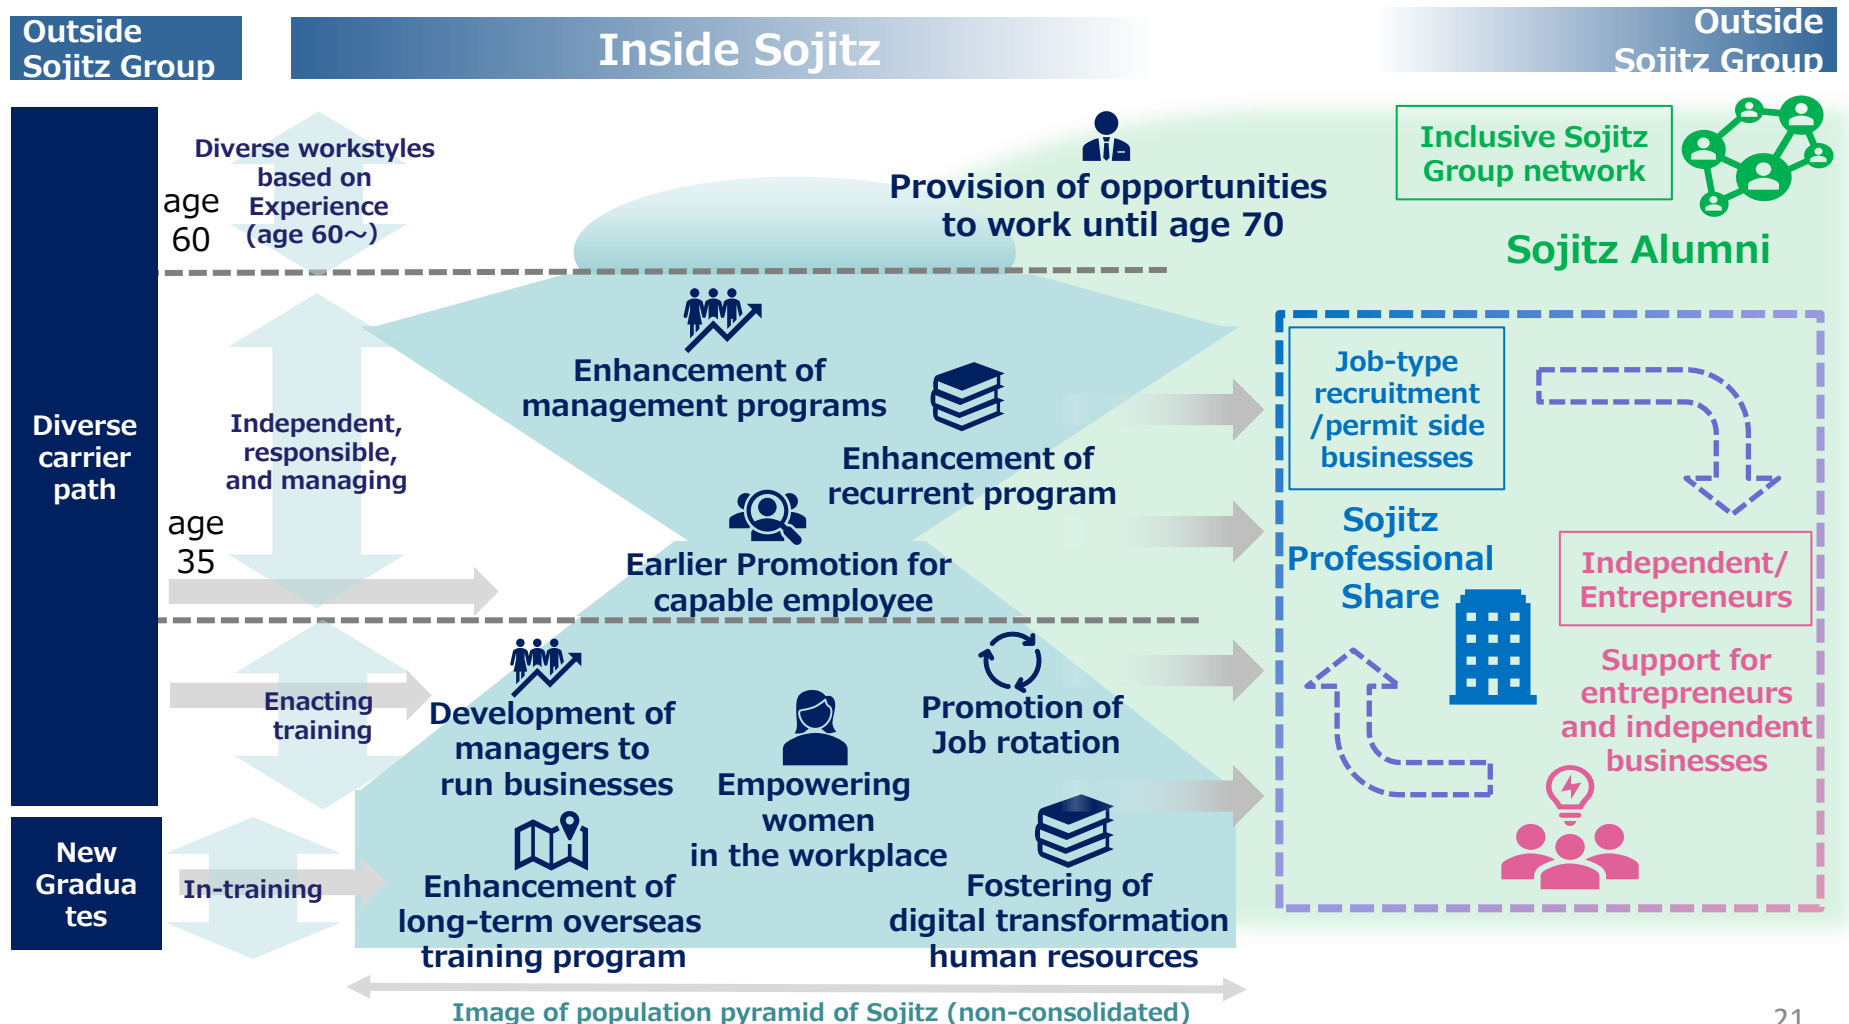 Outside
Sojitz Group
Inside Sojitz
Outside
Sojitz Group
Diverse
carrier
path
New
Gradua
tes
age
60
age
35
Diverse workstyles
based on
Experience
(age 60～)
Independent,
responsible,
and managing
Enacting
training
In-training
Provision of opportunities
to work until age 70
Enhancement of
management programs
Enhancement of
recurrent program
Earlier Promotion for
capable employee
Development of
managers to
run businesses
Empowering
women
in the workplace
Promotion of
Job rotation
Enhancement of
long-term overseas
training program
Fostering of
digital transformation
human resources
Image of population pyramid of Sojitz (non-consolidated)
Inclusive Sojitz
Group network
Sojitz Alumni
Job-type
recruitment
/permit side
businesses
Sojitz
Professional
Share
Independent/
Entrepreneurs
Support for
entrepreneurs
and independent
businesses
21